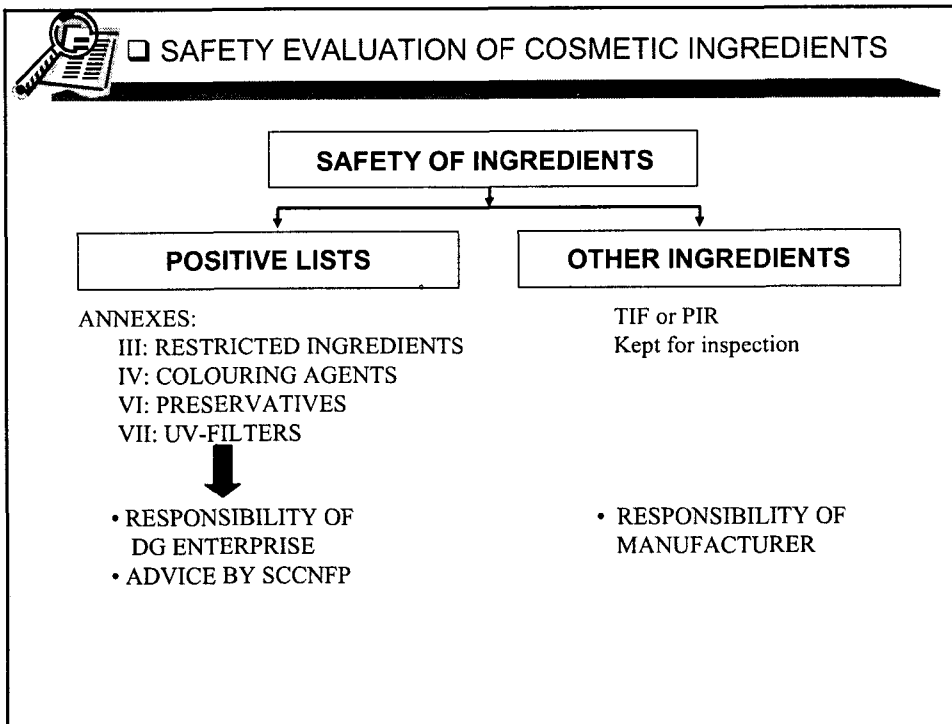 ❑ SAFETY EVALUATION OF COSMETIC INGREDIENTS
SAFETY OF INGREDIENTS
POSITIVE LISTS
ANNEXES:
III: RESTRICTED INGREDIENTS
IV: COLOURING AGENTS
VI: PRESERVATIVES
VII: UV-FILTERS
• RESPONSIBILITY OF
DG ENTERPRISE
• ADVICE BY SCCNFP
OTHER INGREDIENTS
TIF or PIR
Kept for inspection
• RESPONSIBILITY OF
MANUFACTURER